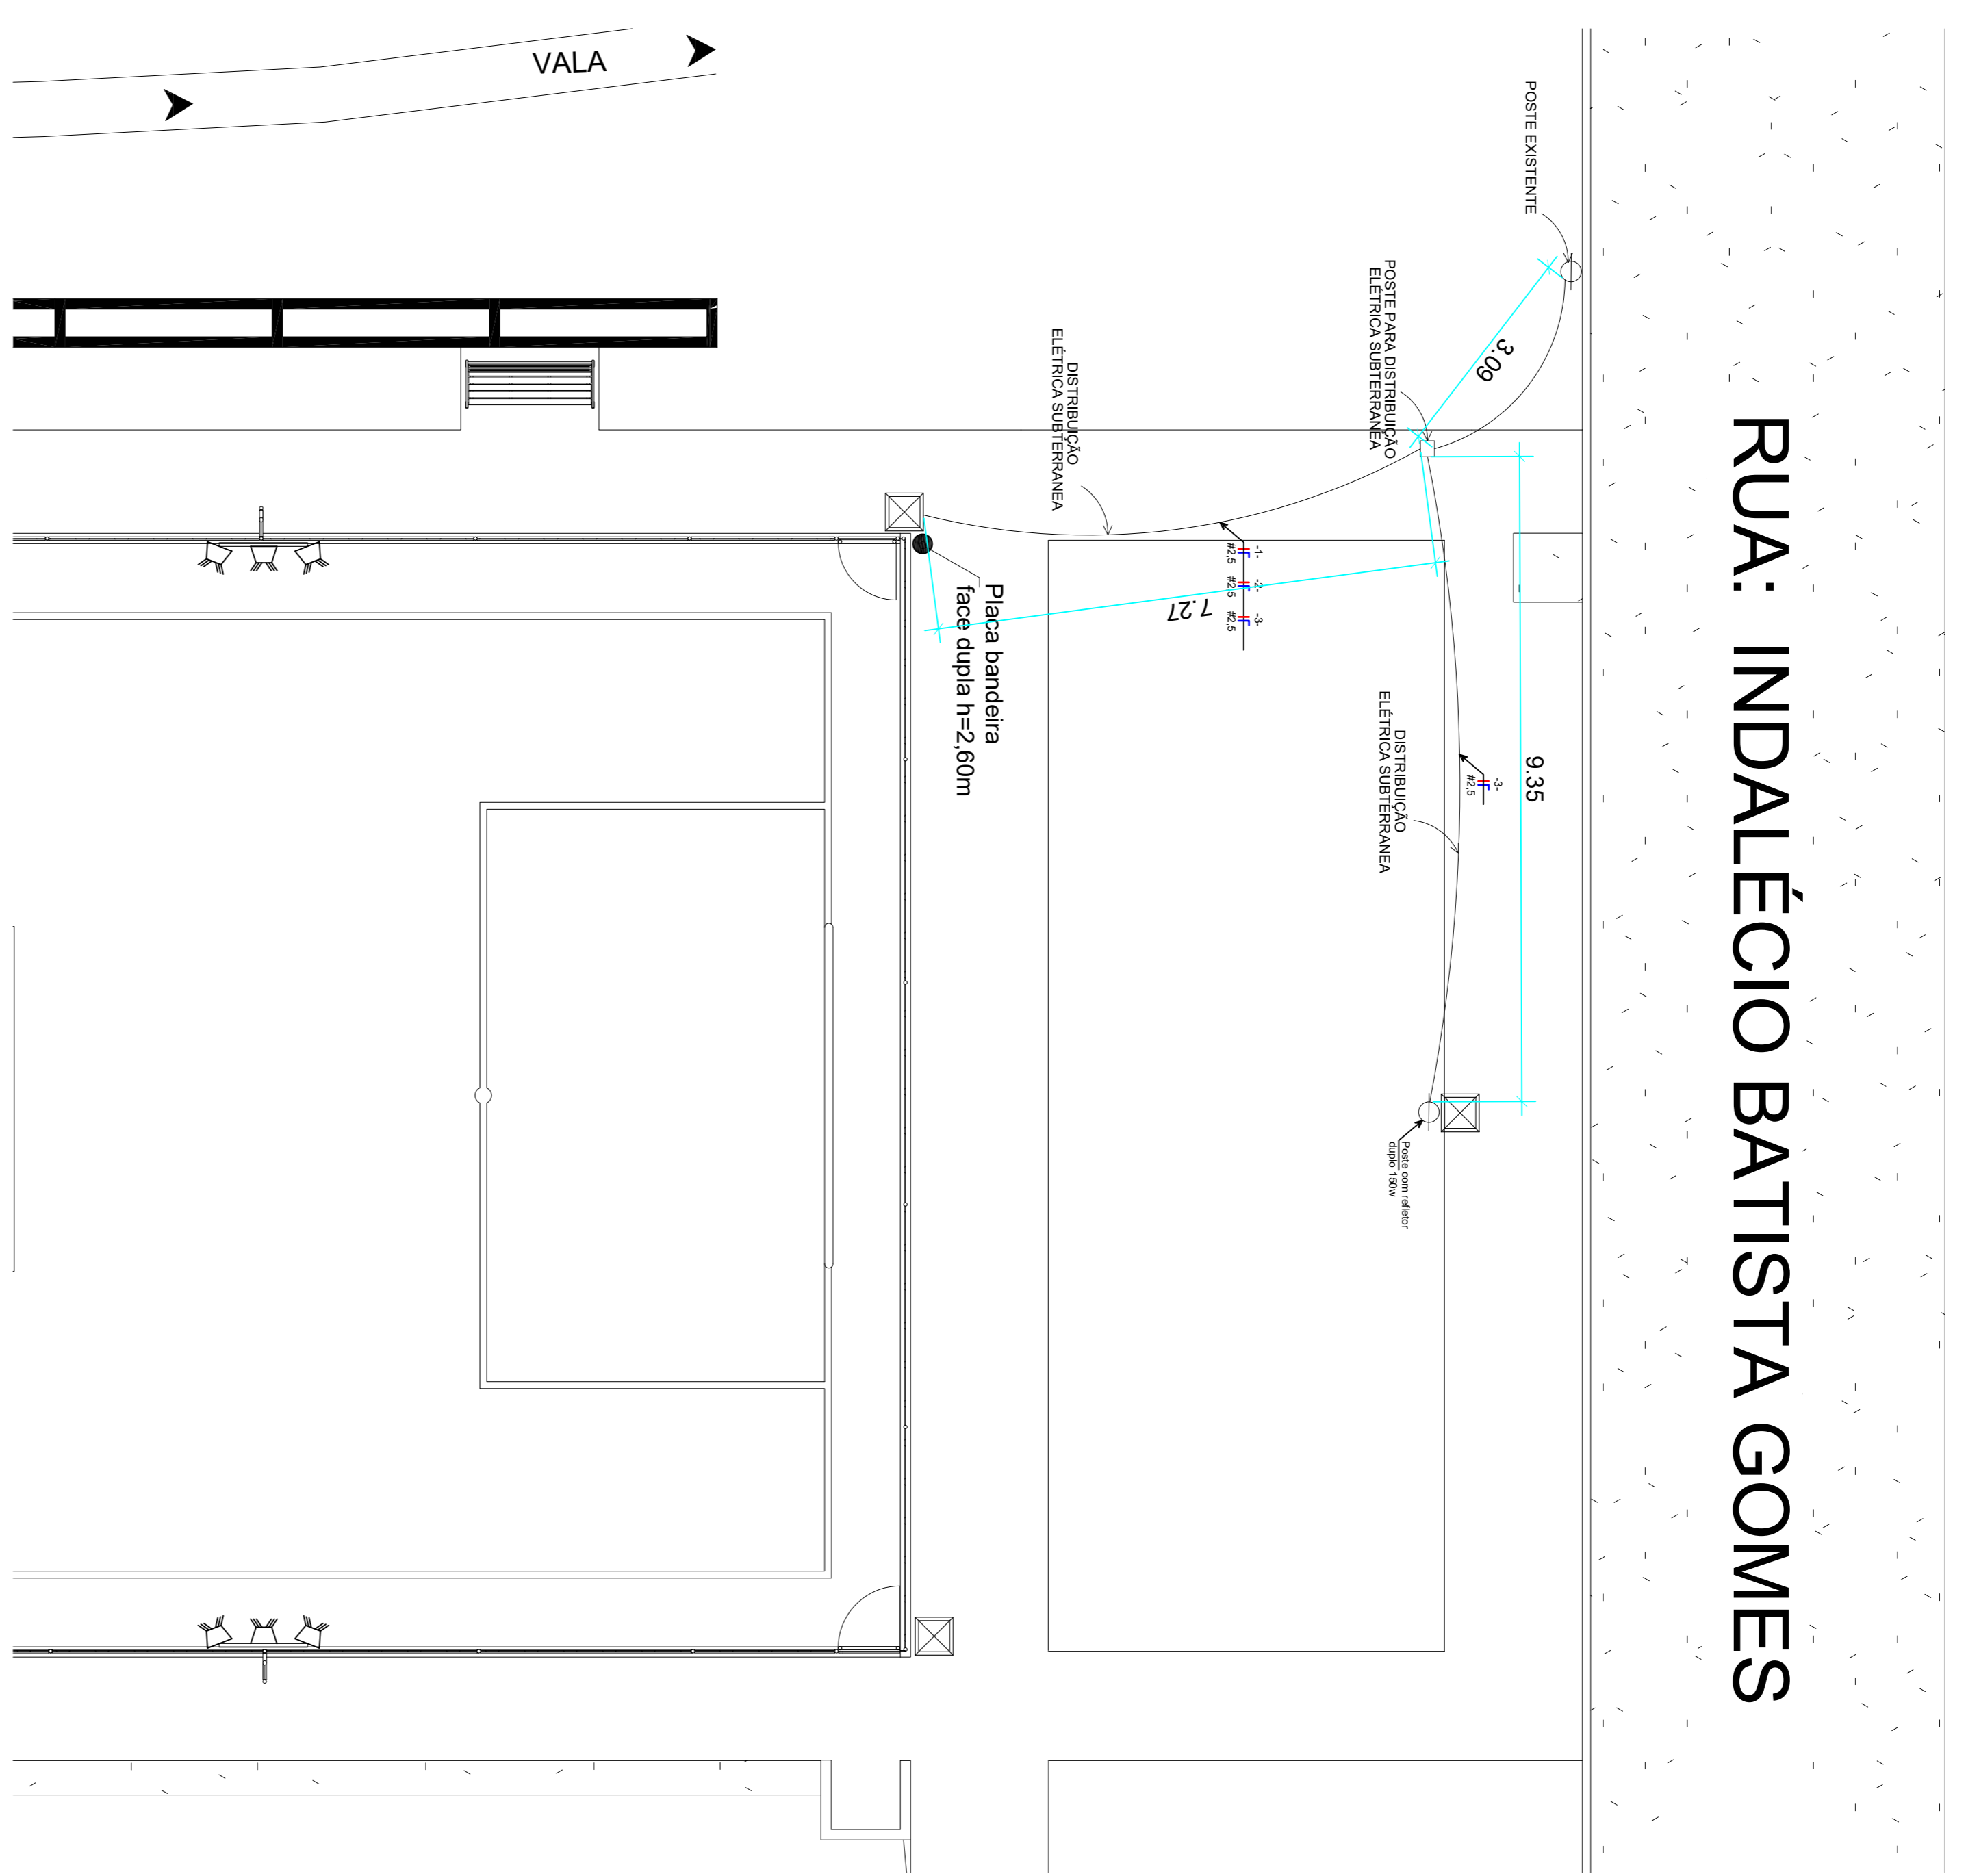 RUA: INDALÉCIO BATISTA GOMES
VALA
POSTE EXISTENTE
3.09
POSTE PARA DISTRIBUIÇÃO
ELÉTRICA SUBTERRANEA
DISTRIBUIÇÃO
ELÉTRICA SUBTERRANEA
-1-
#2,5
-2-
#2,5
-3-
#2,5
7.27
Placa bandeira
face dupla h=2,60m
9.35
-3-
#2,5
DISTRIBUIÇÃO
ELÉTRICA SUBTERRANEA
Poste com refletor
duplo 150w